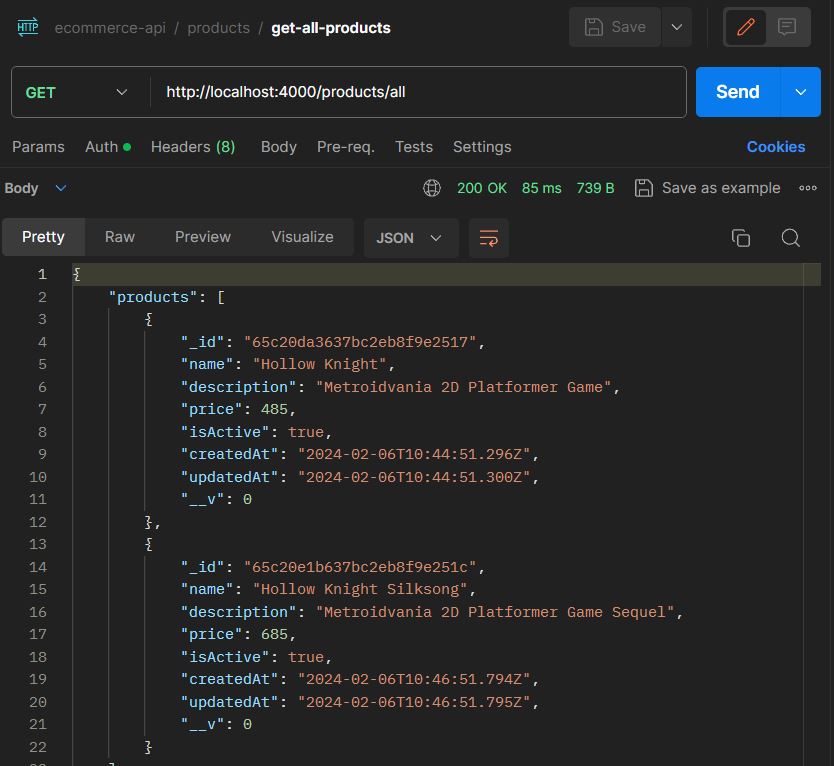 HTTP ecommerce-api / products / get-all-products Save
GET http://localhost:4000/products/all Send
Params Auth Headers (8) Body Pre-req. Tests Settings Cookies
Body 200 OK 85 ms 739 B Save as example
Pretty Raw Preview Visualize JSON
1 {
2 "products": [
3 {
4 "_id": "65c20da3637bc2eb8f9e2517",
5 "name": "Hollow Knight",
6 "description": "Metroidvania 2D Platformer Game",
7 "price": 485,
8 "isActive": true,
9 "createdAt": "2024-02-06T10:44:51.296Z",
10 "updatedAt": "2024-02-06T10:44:51.300Z",
11 "__v": 0
12 },
13 {
14 "_id": "65c20e1b637bc2eb8f9e251c",
15 "name": "Hollow Knight Silksong",
16 "description": "Metroidvania 2D Platformer Game Sequel",
17 "price": 685,
18 "isActive": true,
19 "createdAt": "2024-02-06T10:46:51.794Z",
20 "updatedAt": "2024-02-06T10:46:51.795Z",
21 "__v": 0
22 }